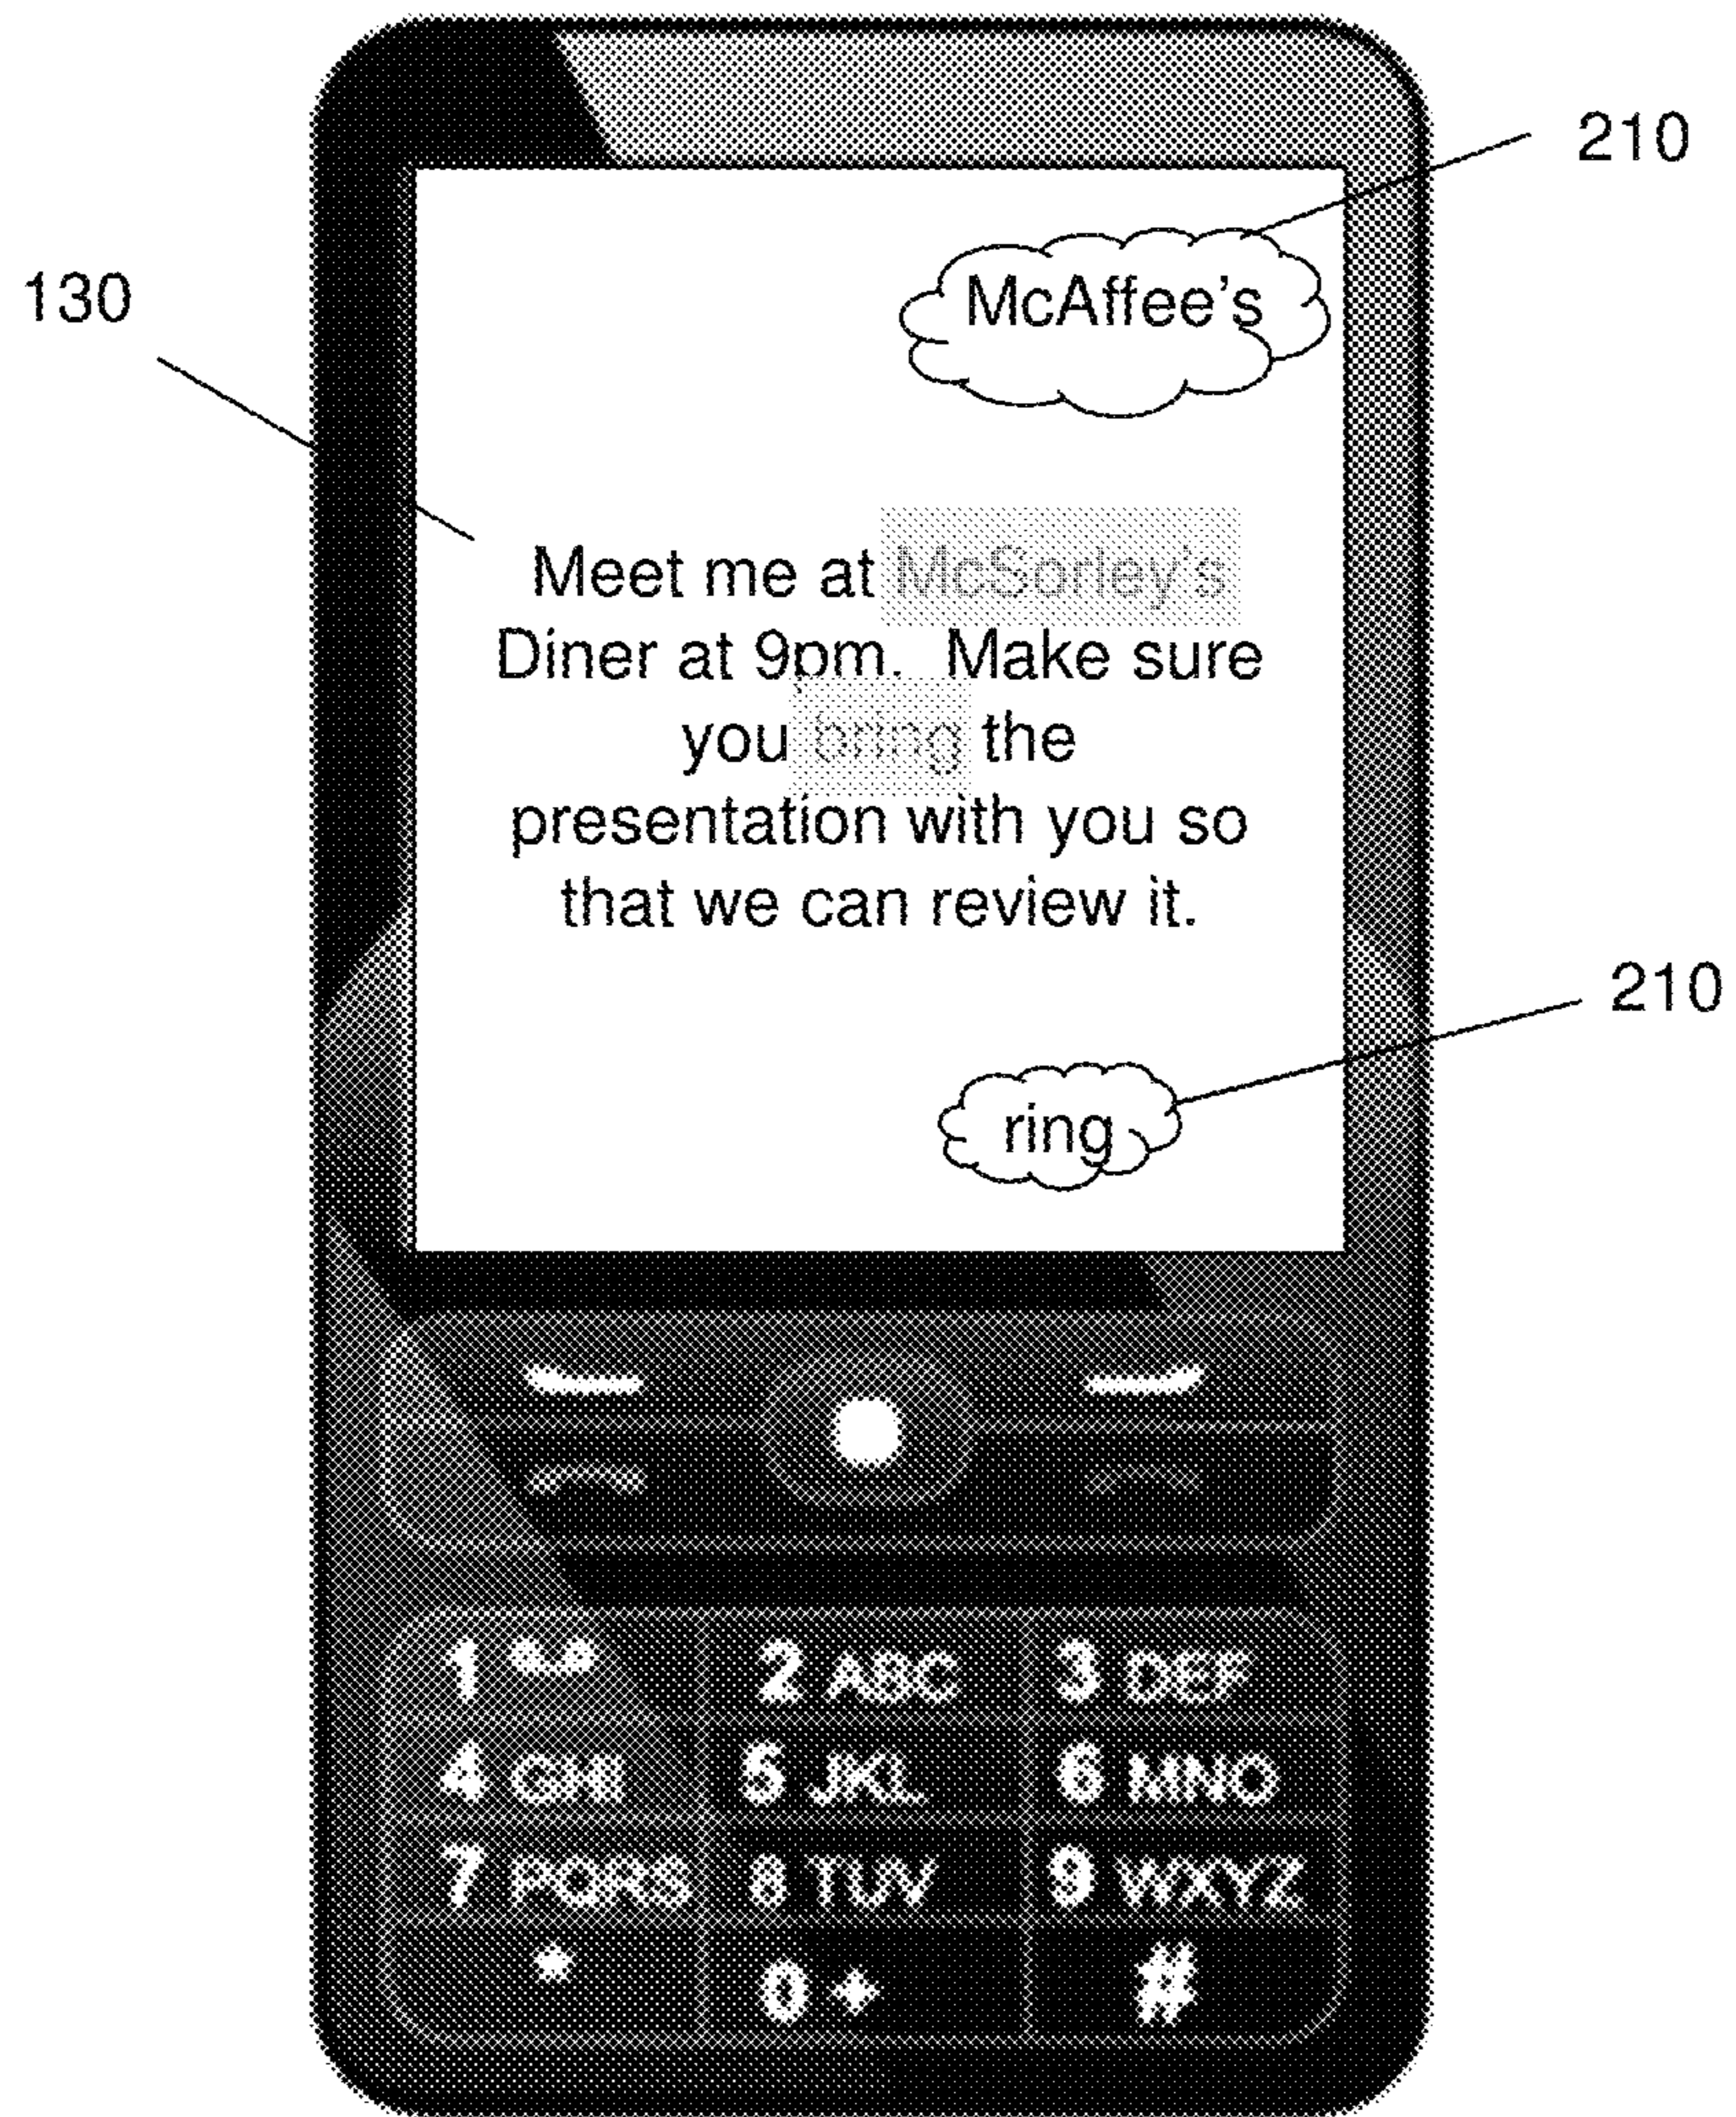 210
130
McAffee's
Meet me at McSorley's
Diner at 9pm. Make sure
you bring the
presentation with you so
that we can review it.
210
ring
1
2 ABC
3 DEF
4 GHI
5 JKL
6 MNO
7 PQRS
8 TUV
9 WXYZ
*
0 +
#